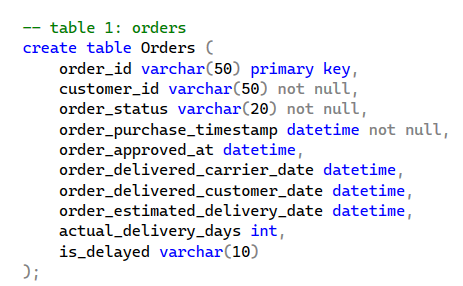 -- table 1: orders
create table Orders (
    order_id varchar(50) primary key,
    customer_id varchar(50) not null,
    order_status varchar(20) not null,
    order_purchase_timestamp datetime not null,
    order_approved_at datetime,
    order_delivered_carrier_date datetime,
    order_delivered_customer_date datetime,
    order_estimated_delivery_date datetime,
    actual_delivery_days int,
    is_delayed varchar(10)
);